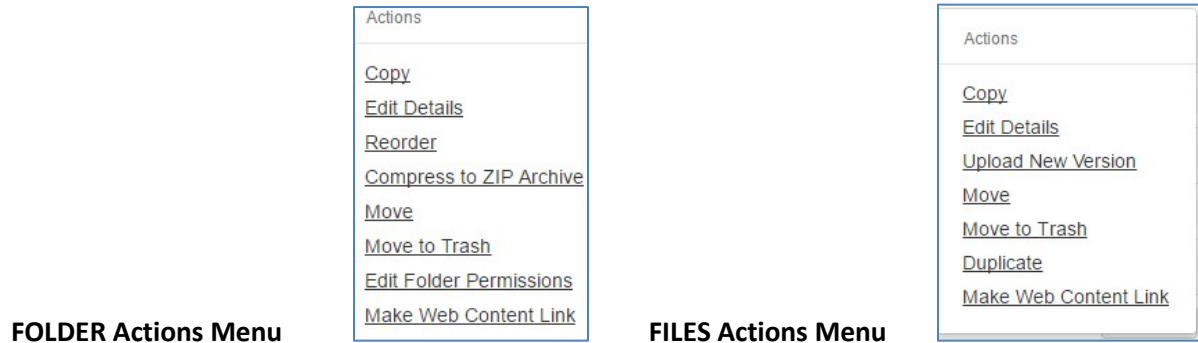 Actions
Copy
Edit Details
Reorder
Compress to ZIP Archive
Move
Move to Trash
Edit Folder Permissions
Make Web Content Link
FOLDER Actions Menu
Actions
Copy
Edit Details
Upload New Version
Move
Move to Trash
Duplicate
Make Web Content Link
FILES Actions Menu